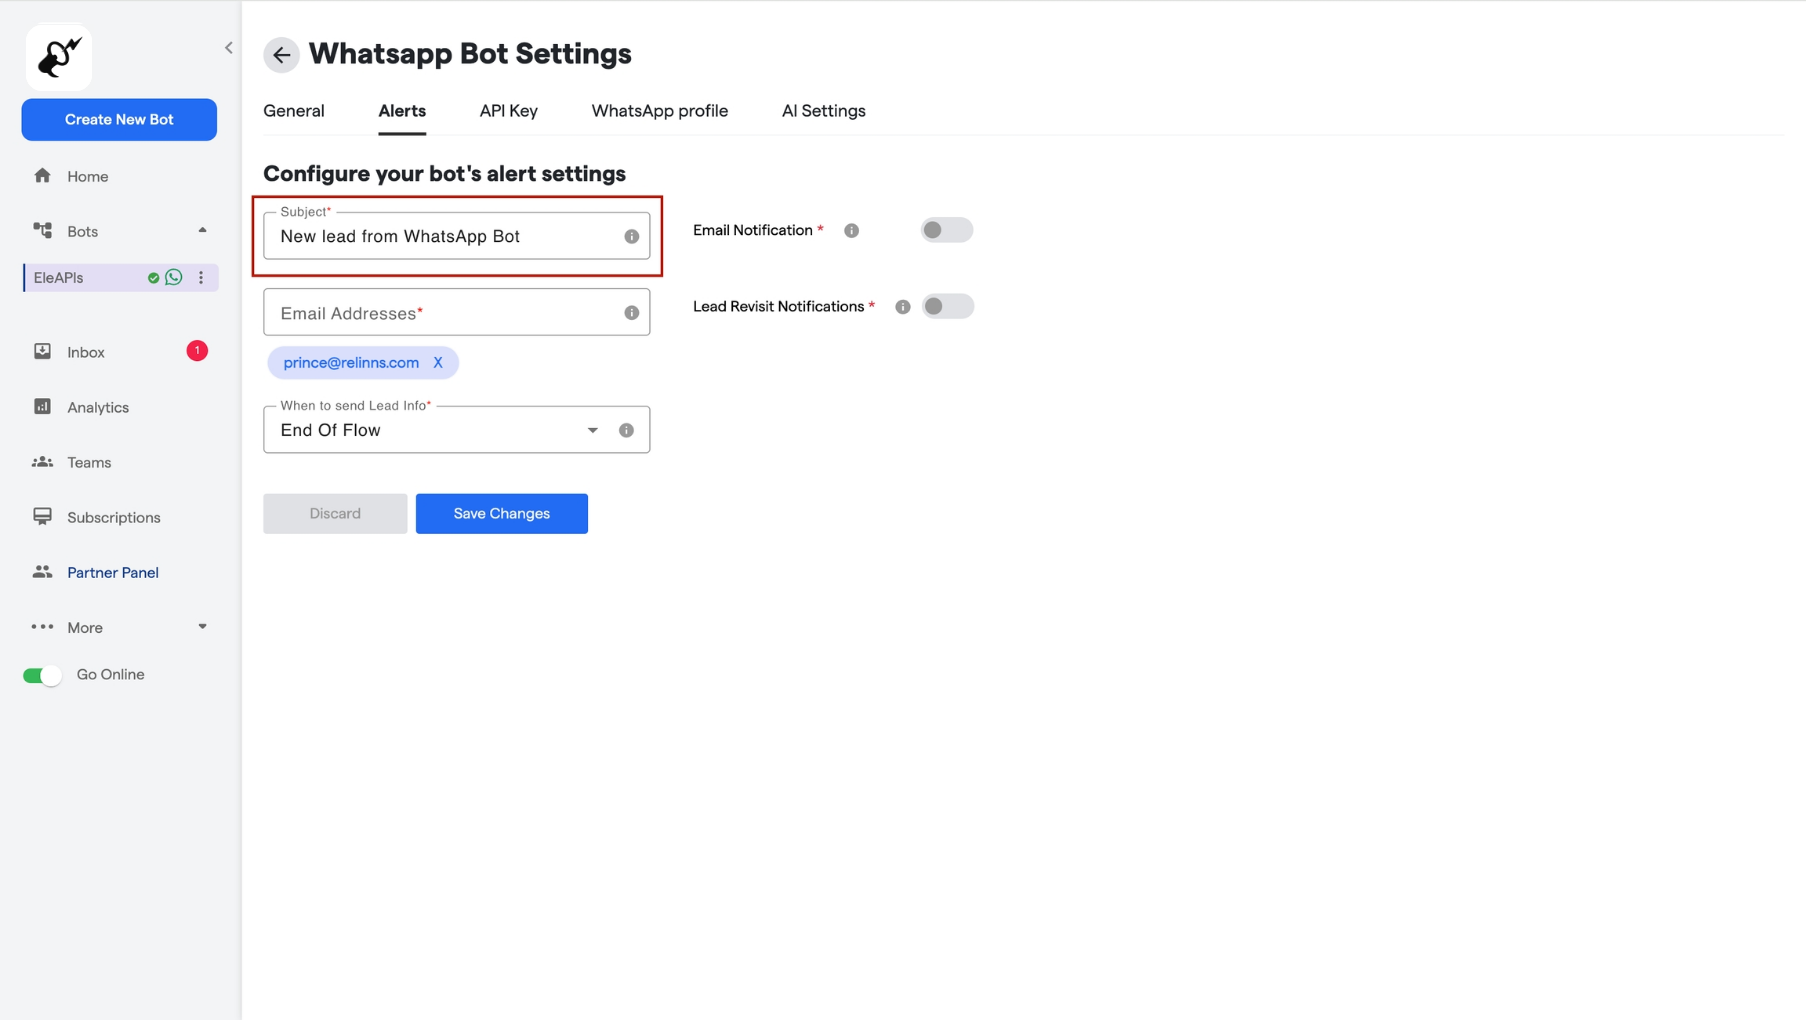 Create New Bot
Home
Bots
EleAPIs
Inbox
1
Analytics
Teams
Subscriptions
Partner Panel
More
Go Online
Whatsapp Bot Settings
General
Alerts
API Key
WhatsApp profile
AI Settings
Configure your bot's alert settings
Subject*
New lead from WhatsApp Bot
Email Addresses*
prince@relinns.com X
When to send Lead Info*
End Of Flow
Discard
Save Changes
Email Notification *
Lead Revisit Notifications *